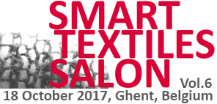 SMART
TEXTILES
SALON
Vol.6
18 October 2017, Ghent, Belgium